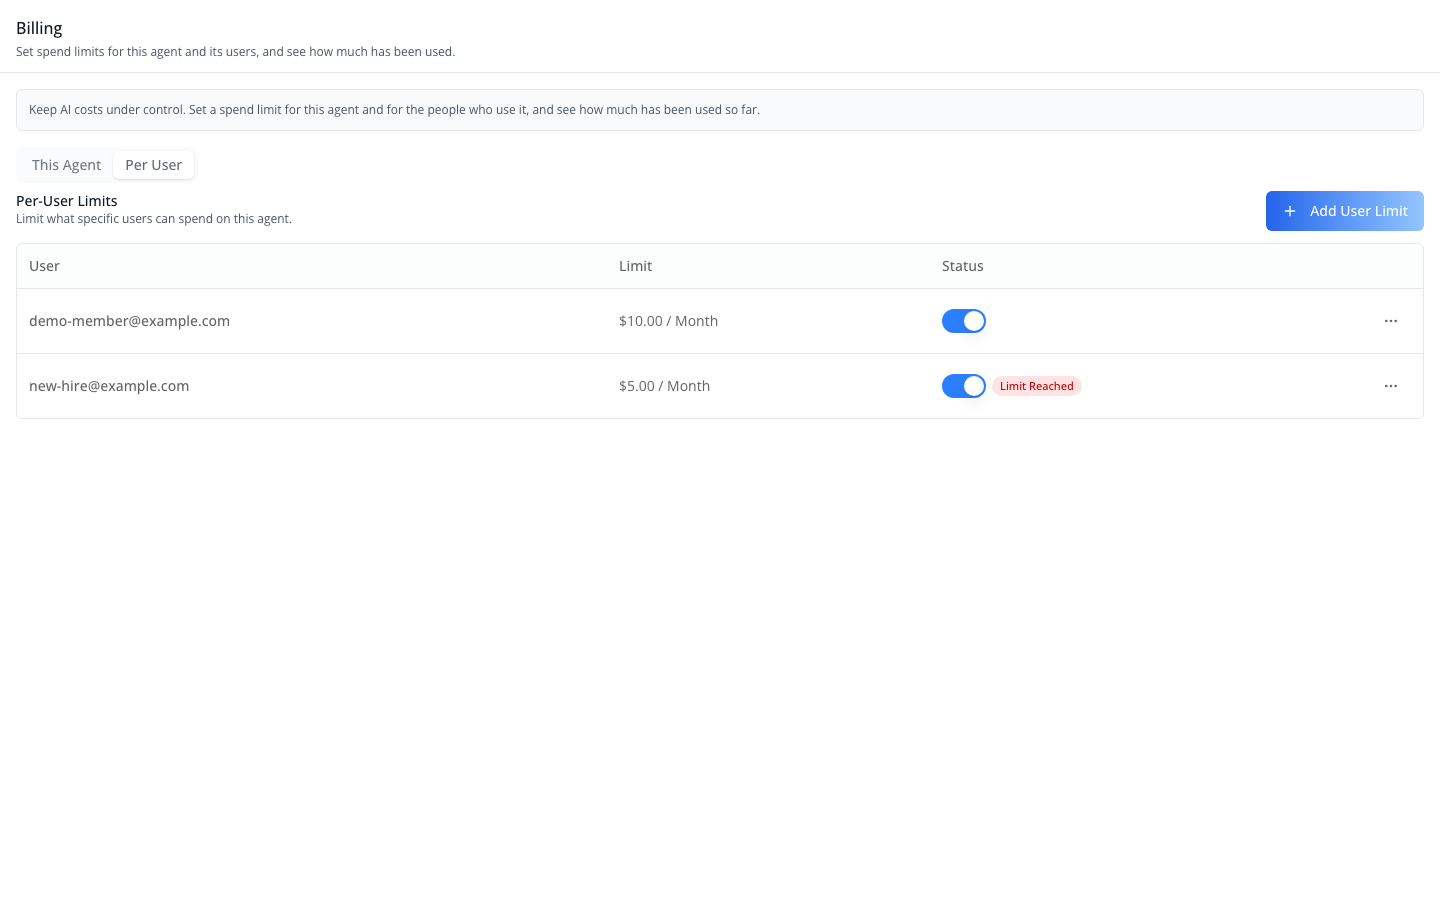 Billing
Set spend limits for this agent and its users, and see how much has been used.
Keep AI costs under control. Set a spend limit for this agent and for the people who use it, and see how much has been used so far.
This Agent Per User
Per-User Limits
Limit what specific users can spend on this agent.
Add User Limit
User Limit Status
demo-member@example.com $10.00 / Month
new-hire@example.com $5.00 / Month Limit Reached